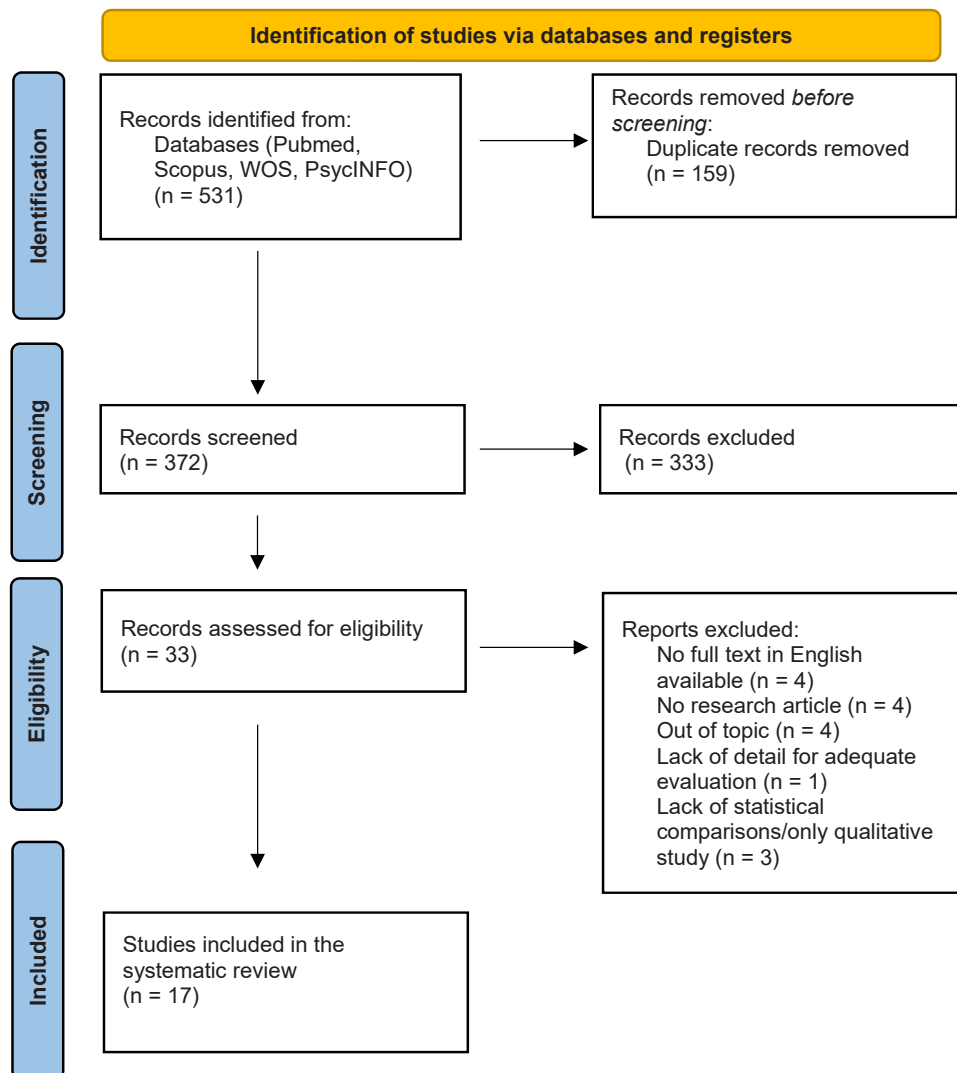 Identification of studies via databases and registers
Identification
Records identified from:
Databases (Pubmed,
Scopus, WOS, PsycINFO)
(n = 531)
Records removed before
screening:
Duplicate records removed
(n = 159)
Screening
Records screened
(n = 372)
Records excluded
(n = 333)
Eligibility
Records assessed for eligibility
(n = 33)
Reports excluded:
No full text in English
available (n = 4)
No research article (n = 4)
Out of topic (n = 4)
Lack of detail for adequate
evaluation (n = 1)
Lack of statistical
comparisons/only qualitative
study (n = 3)
Included
Studies included in the
systematic review
(n = 17)